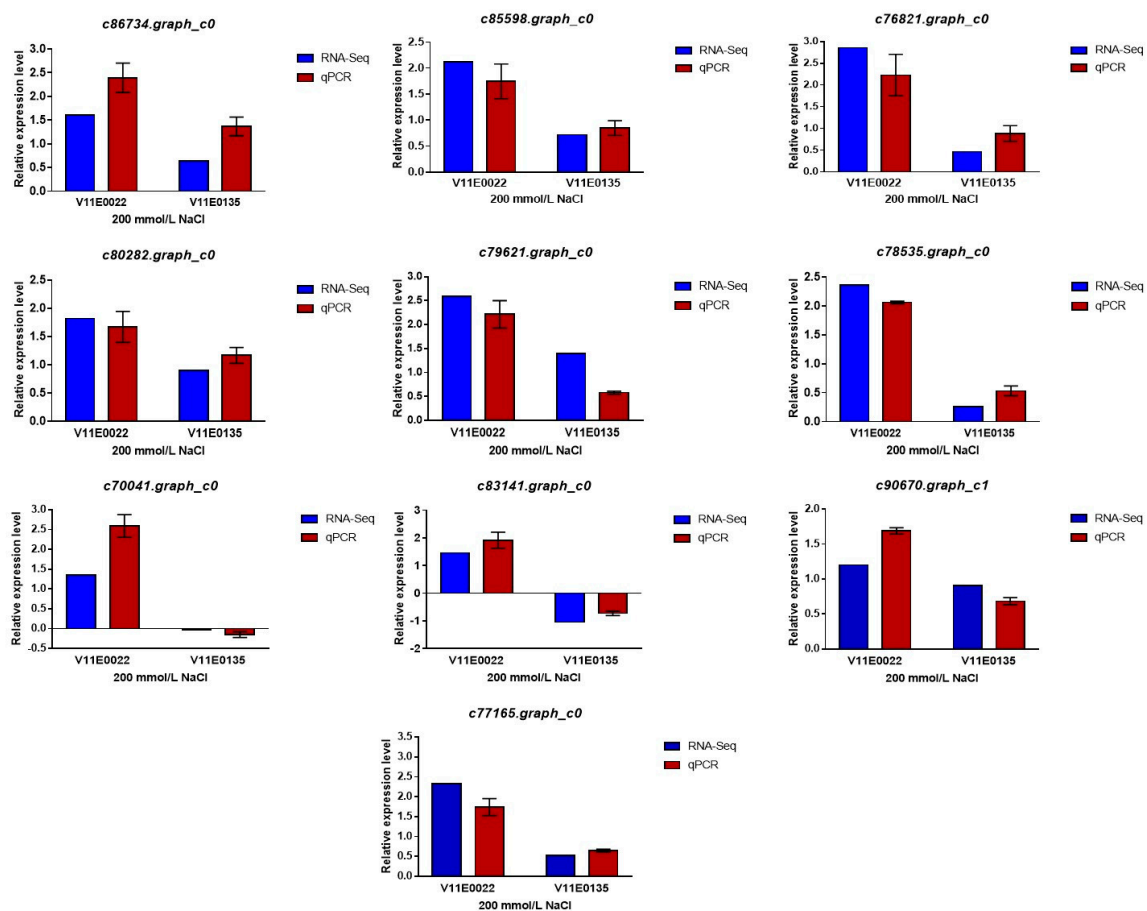 c86734.graph_c0
Relative expression level
3.0
2.5
2.0
1.5
1.0
0.5
0.0
V11E0022
V11E0135
200 mmol/L NaCl
RNA-Seq
qPCR
c85598.graph_c0
Relative expression level
2.5
2.0
1.5
1.0
0.5
0.0
V11E0022
V11E0135
200 mmol/L NaCl
RNA-Seq
qPCR
c76821.graph_c0
Relative expression level
3.0
2.5
2.0
1.5
1.0
0.5
0.0
V11E0022
V11E0135
200 mmol/L NaCl
RNA-Seq
qPCR
c80282.graph_c0
Relative expression level
2.5
2.0
1.5
1.0
0.5
0.0
V11E0022
V11E0135
200 mmol/L NaCl
RNA-Seq
qPCR
c79621.graph_c0
Relative expression level
3.0
2.5
2.0
1.5
1.0
0.5
0.0
V11E0022
V11E0135
200 mmol/L NaCl
RNA-Seq
qPCR
c78535.graph_c0
Relative expression level
2.5
2.0
1.5
1.0
0.5
0.0
V11E0022
V11E0135
200 mmol/L NaCl
RNA-Seq
qPCR
c70041.graph_c0
Relative expression level
3.0
2.5
2.0
1.5
1.0
0.5
0.0
-0.5
V11E0022
V11E0135
200 mmol/L NaCl
RNA-Seq
qPCR
c83141.graph_c0
Relative expression level
3
2
1
0
-1
-2
V11E0022
V11E0135
200 mmol/L NaCl
RNA-Seq
qPCR
c90670.graph_c1
Relative expression level
2.0
1.5
1.0
0.5
0.0
V11E0022
V11E0135
200 mmol/L NaCl
RNA-Seq
qPCR
c77165.graph_c0
Relative expression level
3.5
3.0
2.5
2.0
1.5
1.0
0.5
0.0
V11E0022
V11E0135
200 mmol/L NaCl
RNA-Seq
qPCR